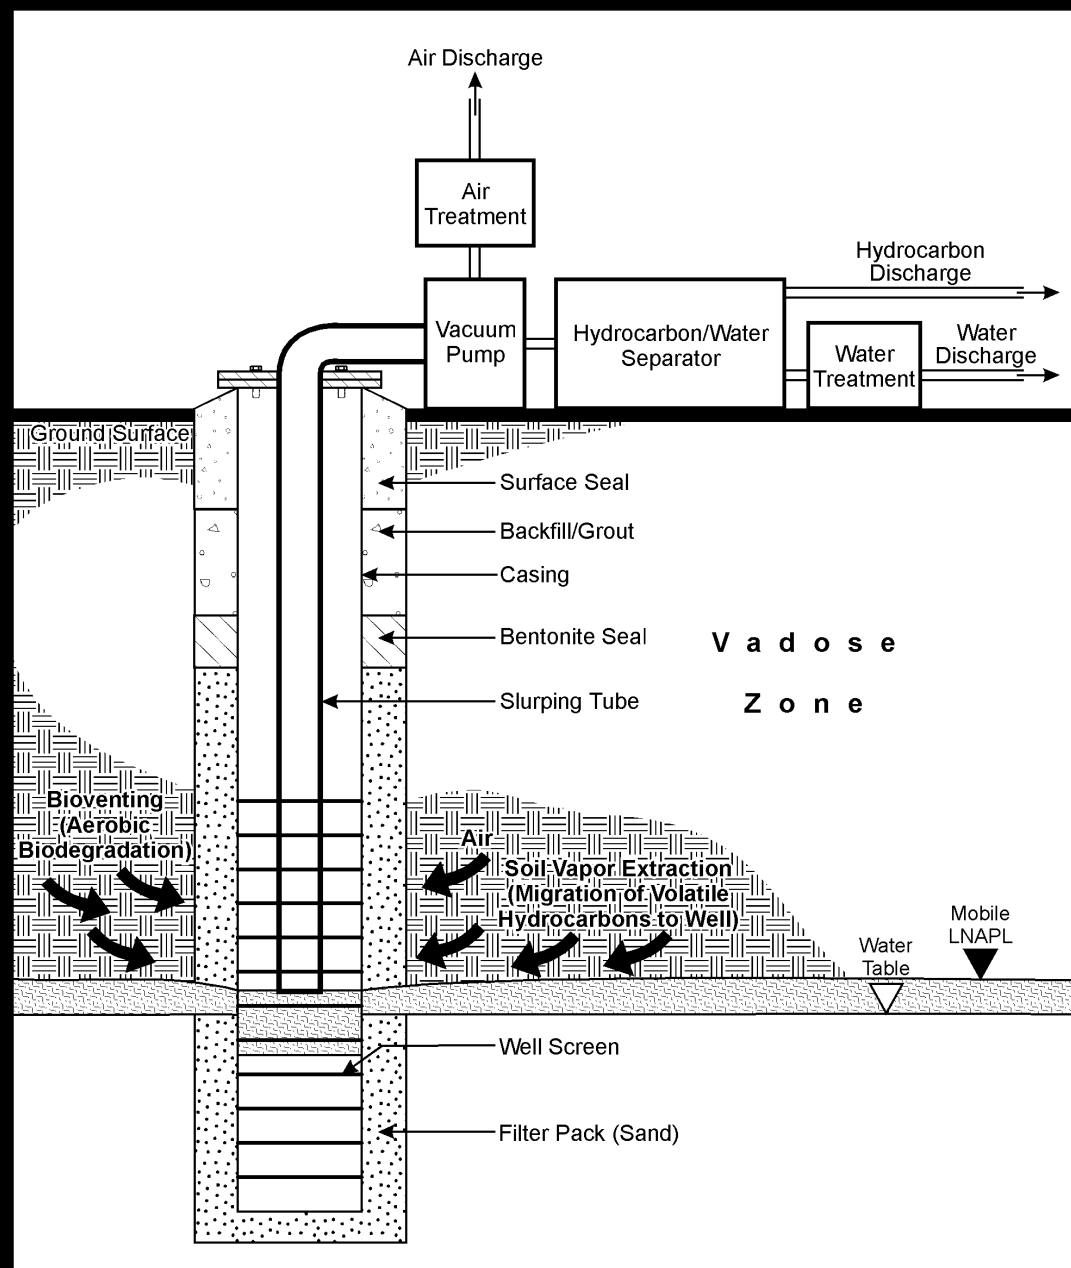 Air Discharge
Air
Treatment
Hydrocarbon
Discharge
Vacuum
Pump
Hydrocarbon/Water
Separator
Water
Treatment
Water
Discharge
Ground Surface
Surface Seal
Backfill/Grout
Casing
Bentonite Seal
Vadose
Zone
Slurping Tube
Bioventing
(Aerobic
Biodegradation)
Air
Soil Vapor Extraction
(Migration of Volatile
Hydrocarbons to Well)
Mobile
LNAPL
Water
Table
Well Screen
Filter Pack (Sand)